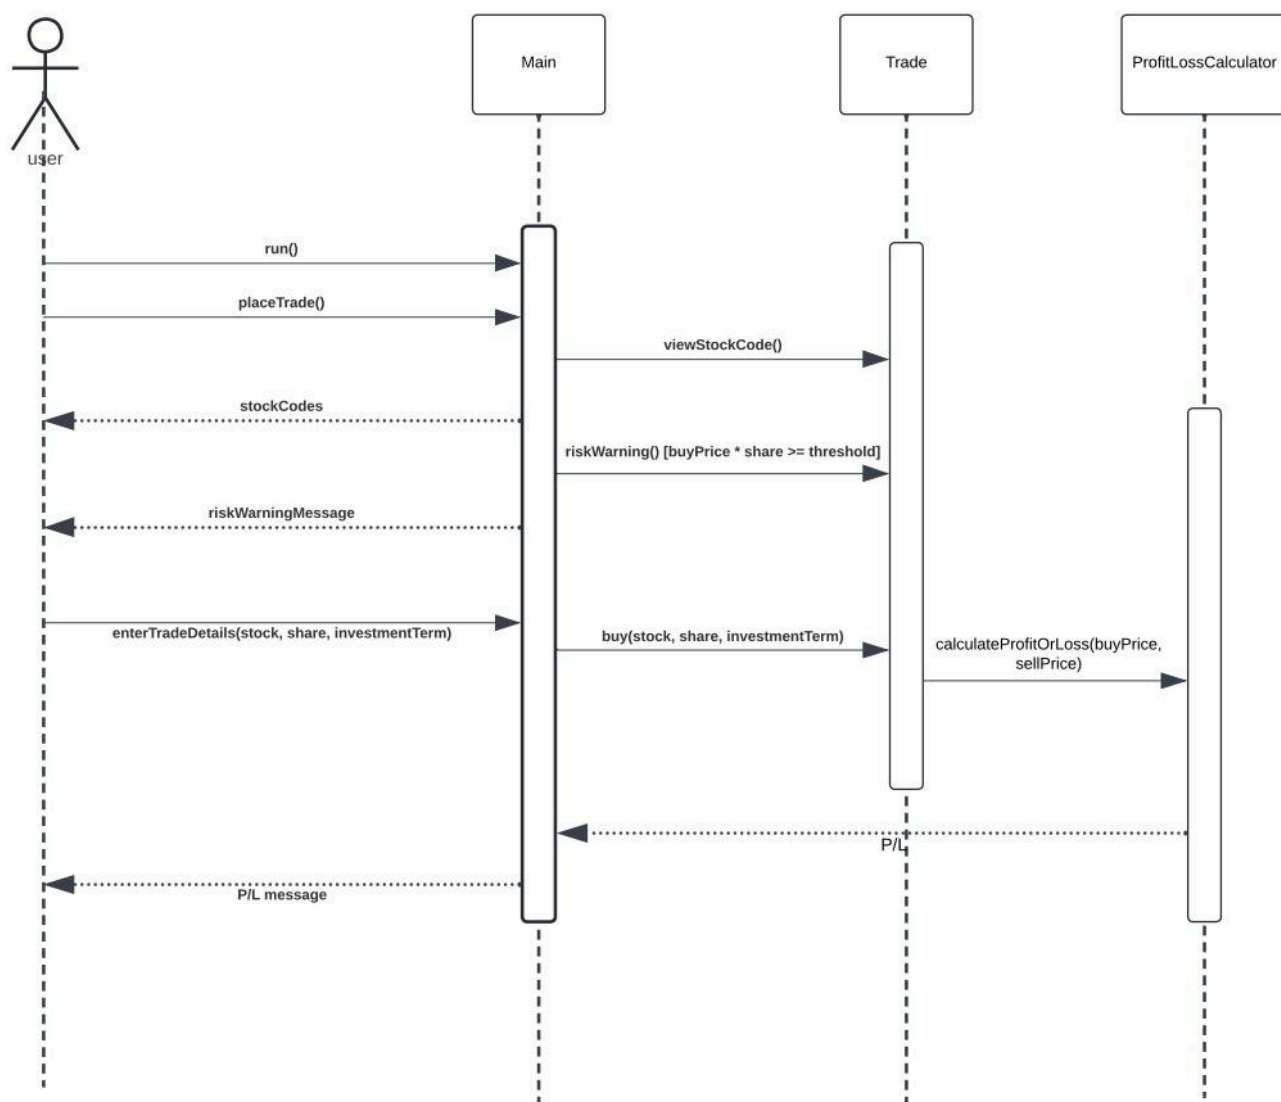 Main
Trade
ProfitLossCalculator
user
run()
placeTrade()
viewStockCode()
stockCodes
riskWarning() [buyPrice * share >= threshold]
riskWarningMessage
enterTradeDetails(stock, share, investmentTerm)
buy(stock, share, investmentTerm)
calculateProfitOrLoss(buyPrice,
sellPrice)
P/L
P/L message